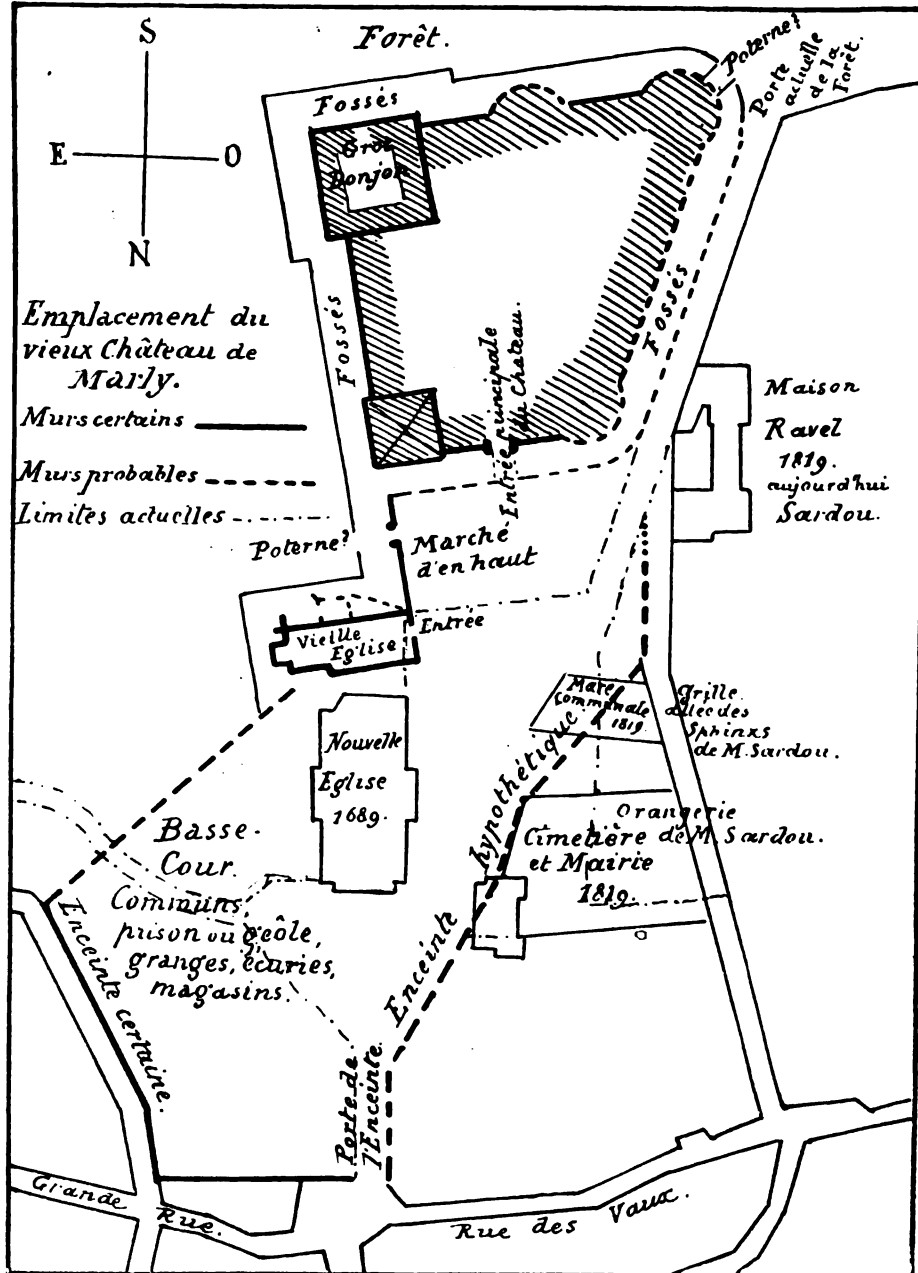 S
E
O
N
Forêt.
Poterne?
Porte
actuelle
de la
Forêt.
Fossés
Gros
Donjon
Emplacement du
vieux Château de
Marly.
Murs certains
Murs probables
Limites actuelles
Fossés
Fossés
Entrée principale
du Chateau.
Maison
Ravel
1819.
aujourd'hui
Sardou.
Poterne?
Marché
d'en haut
Entrée
Vieille
Eglise
Mare
Communale
1819.
Grille
allée des
Sphinxs
de M. Sardou.
Nouvelle
Eglise
1689.
Orangerie
de M. Sardou.
Cimetière
et Mairie
1819.
Basse-
Cour.
Communs,
prison ou geôle,
granges, écuries,
magasins.
Enceinte certaine.
Enceinte hypothétique
Porte de
l'Enceinte.
Grande Rue.
Rue des Vaux.